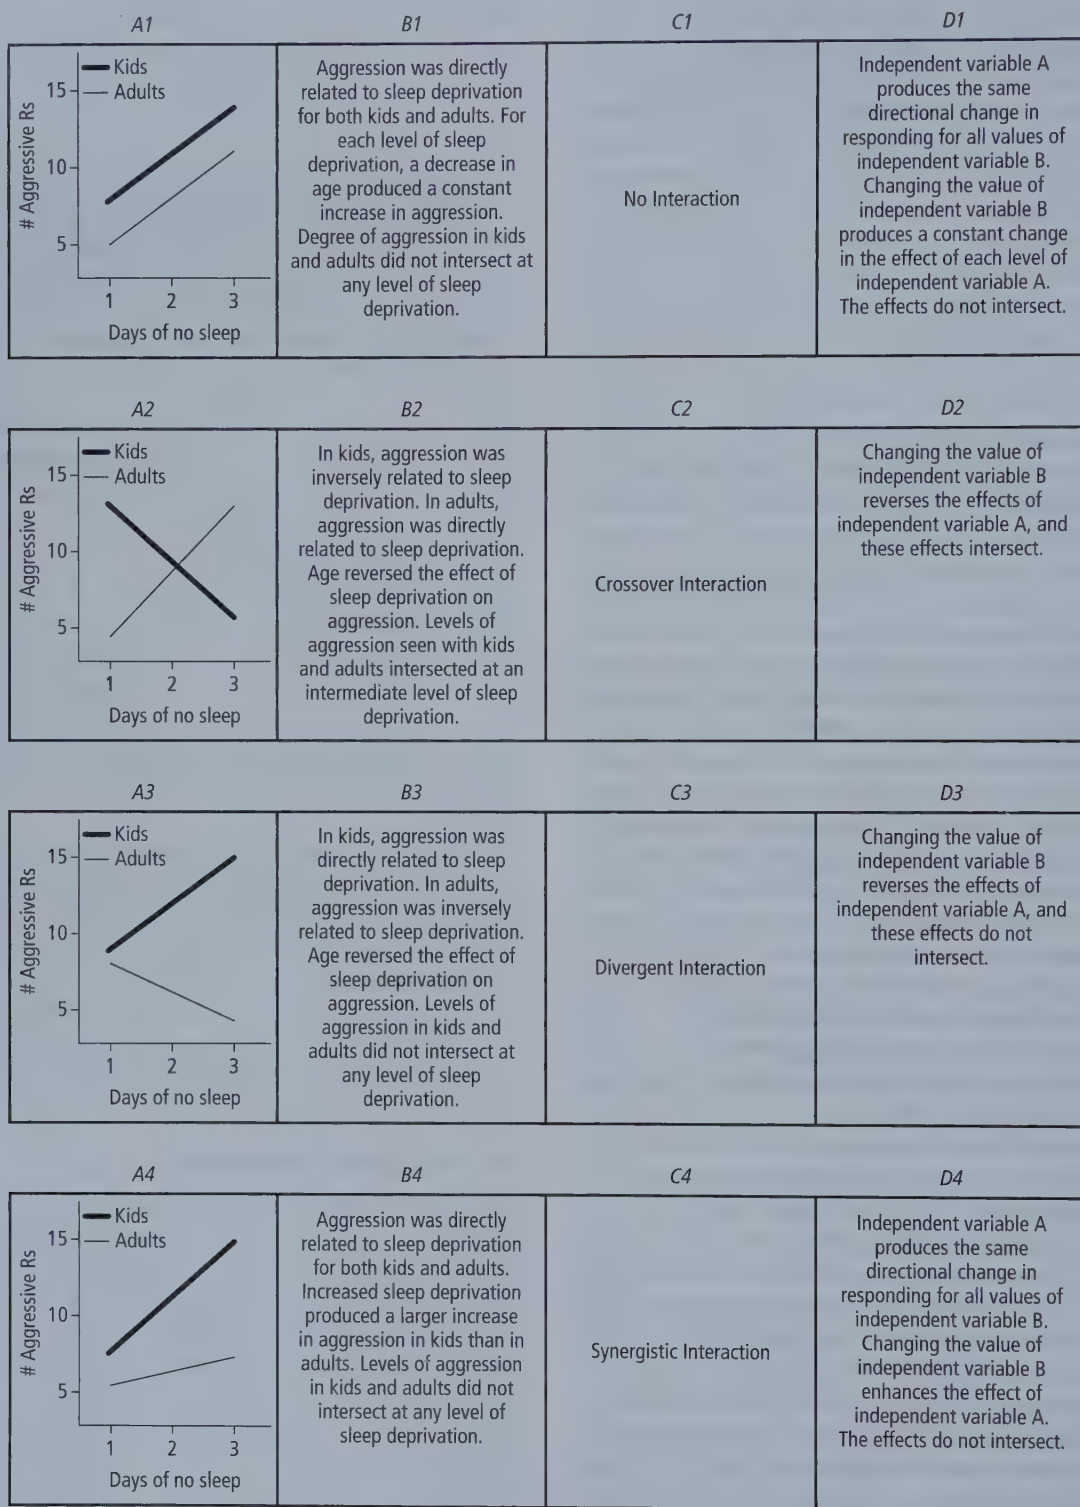 A1
B1
C1
D1
Kids
Adults
15
10
5
# Aggressive Rs
1 2 3
Days of no sleep
Aggression was directly
related to sleep deprivation
for both kids and adults. For
each level of sleep
deprivation, a decrease in
age produced a constant
increase in aggression.
Degree of aggression in kids
and adults did not intersect at
any level of sleep
deprivation.
No Interaction
Independent variable A
produces the same
directional change in
responding for all values of
independent variable B.
Changing the value of
independent variable B
produces a constant change
in the effect of each level of
independent variable A.
The effects do not intersect.
A2
B2
C2
D2
Kids
Adults
15
10
5
# Aggressive Rs
1 2 3
Days of no sleep
In kids, aggression was
inversely related to sleep
deprivation. In adults,
aggression was directly
related to sleep deprivation.
Age reversed the effect of
sleep deprivation on
aggression. Levels of
aggression seen with kids
and adults intersected at an
intermediate level of sleep
deprivation.
Crossover Interaction
Changing the value of
independent variable B
reverses the effects of
independent variable A, and
these effects intersect.
A3
B3
C3
D3
Kids
Adults
15
10
5
# Aggressive Rs
1 2 3
Days of no sleep
In kids, aggression was
directly related to sleep
deprivation. In adults,
aggression was inversely
related to sleep deprivation.
Age reversed the effect of
sleep deprivation on
aggression. Levels of
aggression in kids and
adults did not intersect at
any level of sleep
deprivation.
Divergent Interaction
Changing the value of
independent variable B
reverses the effects of
independent variable A, and
these effects do not
intersect.
A4
B4
C4
D4
Kids
Adults
15
10
5
# Aggressive Rs
1 2 3
Days of no sleep
Aggression was directly
related to sleep deprivation
for both kids and adults.
Increased sleep deprivation
produced a larger increase
in aggression in kids than in
adults. Levels of aggression
in kids and adults did not
intersect at any level of
sleep deprivation.
Synergistic Interaction
Independent variable A
produces the same
directional change in
responding for all values of
independent variable B.
Changing the value of
independent variable B
enhances the effect of
independent variable A.
The effects do not intersect.